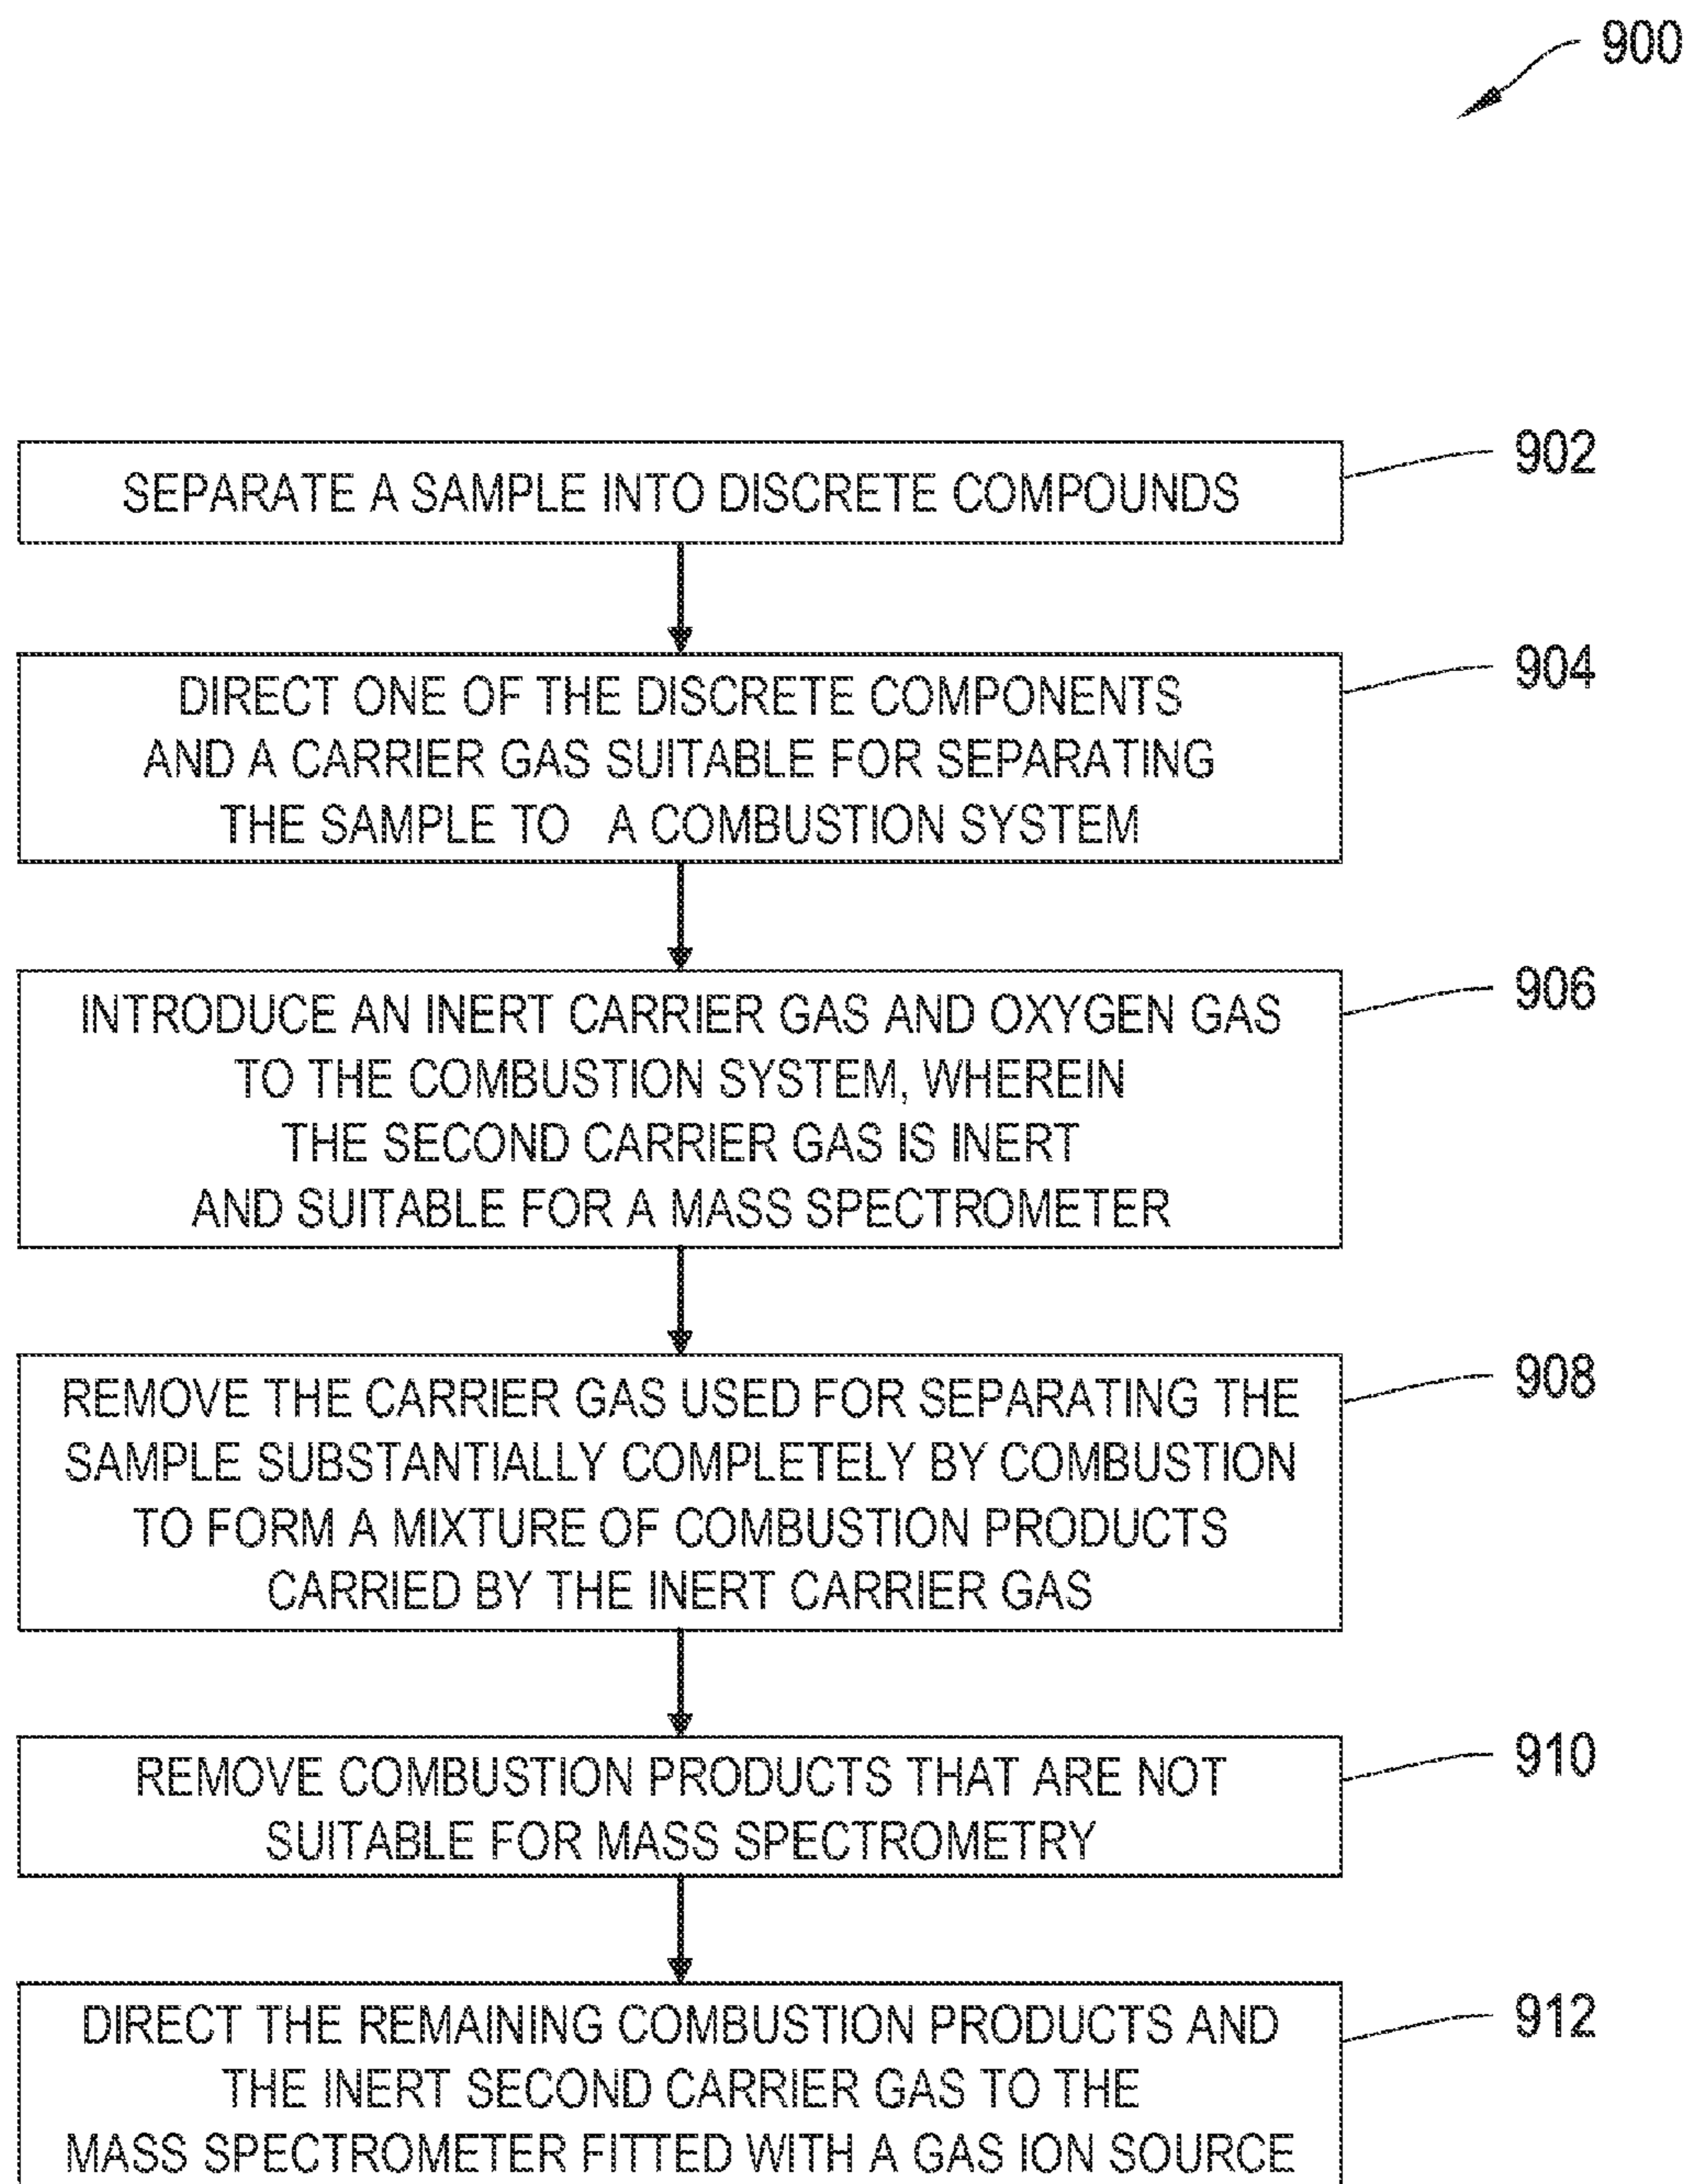 900
SEPARATE A SAMPLE INTO DISCRETE COMPOUNDS
902
DIRECT ONE OF THE DISCRETE COMPONENTS
AND A CARRIER GAS SUITABLE FOR SEPARATING
THE SAMPLE TO A COMBUSTION SYSTEM
904
INTRODUCE AN INERT CARRIER GAS AND OXYGEN GAS
TO THE COMBUSTION SYSTEM, WHEREIN
THE SECOND CARRIER GAS IS INERT
AND SUITABLE FOR A MASS SPECTROMETER
906
REMOVE THE CARRIER GAS USED FOR SEPARATING THE
SAMPLE SUBSTANTIALLY COMPLETELY BY COMBUSTION
TO FORM A MIXTURE OF COMBUSTION PRODUCTS
CARRIED BY THE INERT CARRIER GAS
908
REMOVE COMBUSTION PRODUCTS THAT ARE NOT
SUITABLE FOR MASS SPECTROMETRY
910
DIRECT THE REMAINING COMBUSTION PRODUCTS AND
THE INERT SECOND CARRIER GAS TO THE
MASS SPECTROMETER FITTED WITH A GAS ION SOURCE
912